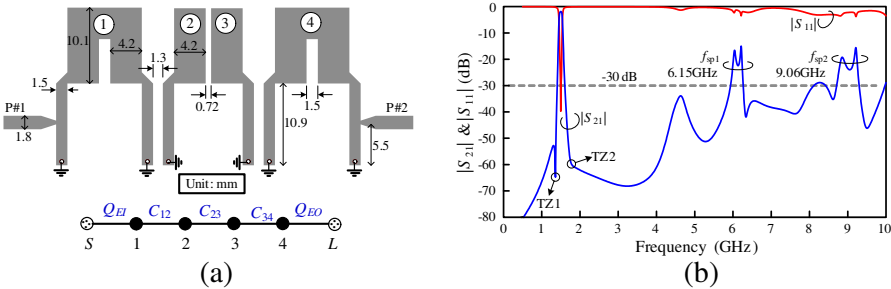 1
2
3
4
10.1
4.2
4.2
1.3
1.5
0.72
1.5
P#1
P#2
1.8
10.9
5.5
Unit: mm
Q_EI C_12 C_23 C_34 Q_EO
S 1 2 3 4 L
(a)
|S_21| & |S_11| (dB)
0
-10
-20
-30
-40
-50
-60
-70
-80
0 1 2 3 4 5 6 7 8 9 10
Frequency (GHz)
|S_11|
f_sp1
6.15GHz
f_sp2
9.06GHz
-30 dB
|S_21|
TZ2
TZ1
(b)